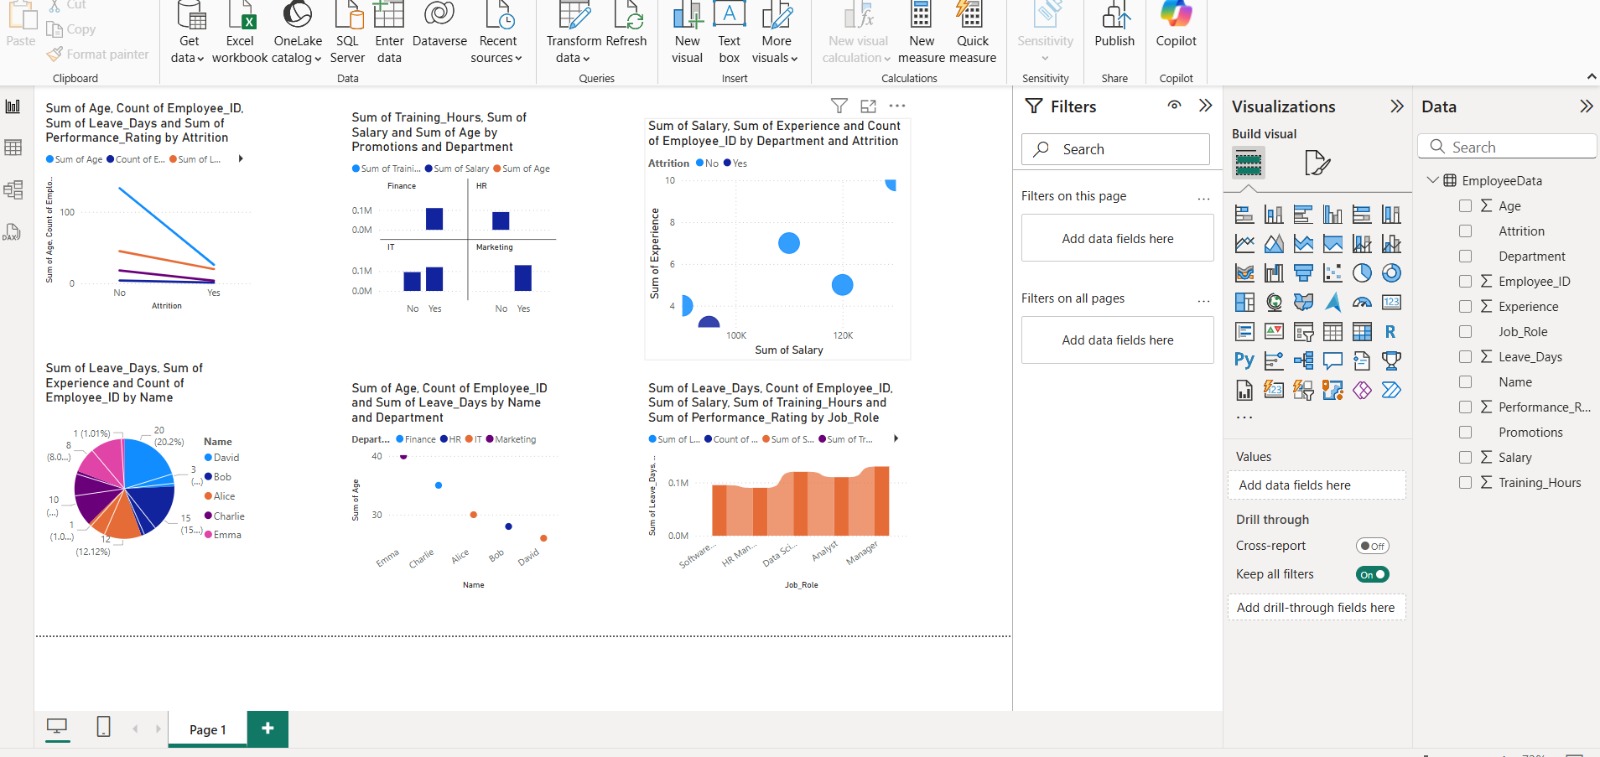 Cut
Paste
Copy
Format painter
Clipboard
Get data
Excel workbook
OneLake catalog
SQL Server
Enter data
Dataverse
Recent sources
Data
Transform data
Refresh
Queries
New visual
Text box
More visuals
Insert
New visual calculation
New measure
Quick measure
Calculations
Sensitivity
Sensitivity
Publish
Share
Copilot
Copilot
Sum of Age, Count of Employee_ID,
Sum of Leave_Days and Sum of
Performance_Rating by Attrition
Sum of Age
Count of E...
Sum of L...
Sum of Age, Count of Emplo...
100
0
No
Yes
Attrition
Sum of Training_Hours, Sum of
Salary and Sum of Age by
Promotions and Department
Sum of Traini...
Sum of Salary
Sum of Age
Finance
HR
0.1M
0.0M
IT
Marketing
0.1M
0.0M
No
Yes
No
Yes
Sum of Salary, Sum of Experience and Count
of Employee_ID by Department and Attrition
Attrition
No
Yes
Sum of Experience
10
8
6
4
100K
120K
Sum of Salary
Sum of Leave_Days, Sum of
Experience and Count of
Employee_ID by Name
1 (1.01%)
20
(20.2%)
8
(8.0...)
3
(...)
10
(...)
15
(15...)
1
(1.0...)
12
(12.12%)
Name
David
Bob
Alice
Charlie
Emma
Sum of Age, Count of Employee_ID
and Sum of Leave_Days by Name
and Department
Depart...
Finance
HR
IT
Marketing
Sum of Age
40
30
Emma
Charlie
Alice
Bob
David
Name
Sum of Leave_Days, Count of Employee_ID,
Sum of Salary, Sum of Training_Hours and
Sum of Performance_Rating by Job_Role
Sum of L...
Count of ...
Sum of S...
Sum of Tr...
Sum of Leave_Days, ...
0.1M
0.0M
Software...
HR Man...
Data Sci...
Analyst
Manager
Job_Role
Filters
Search
Filters on this page
...
Add data fields here
Filters on all pages
...
Add data fields here
Visualizations
Build visual
123
R
Py
...
Values
Add data fields here
Drill through
Cross-report
Off
Keep all filters
On
Add drill-through fields here
Data
Search
EmployeeData
Age
Attrition
Department
Employee_ID
Experience
Job_Role
Leave_Days
Name
Performance_R...
Promotions
Salary
Training_Hours
DAX
Page 1
+